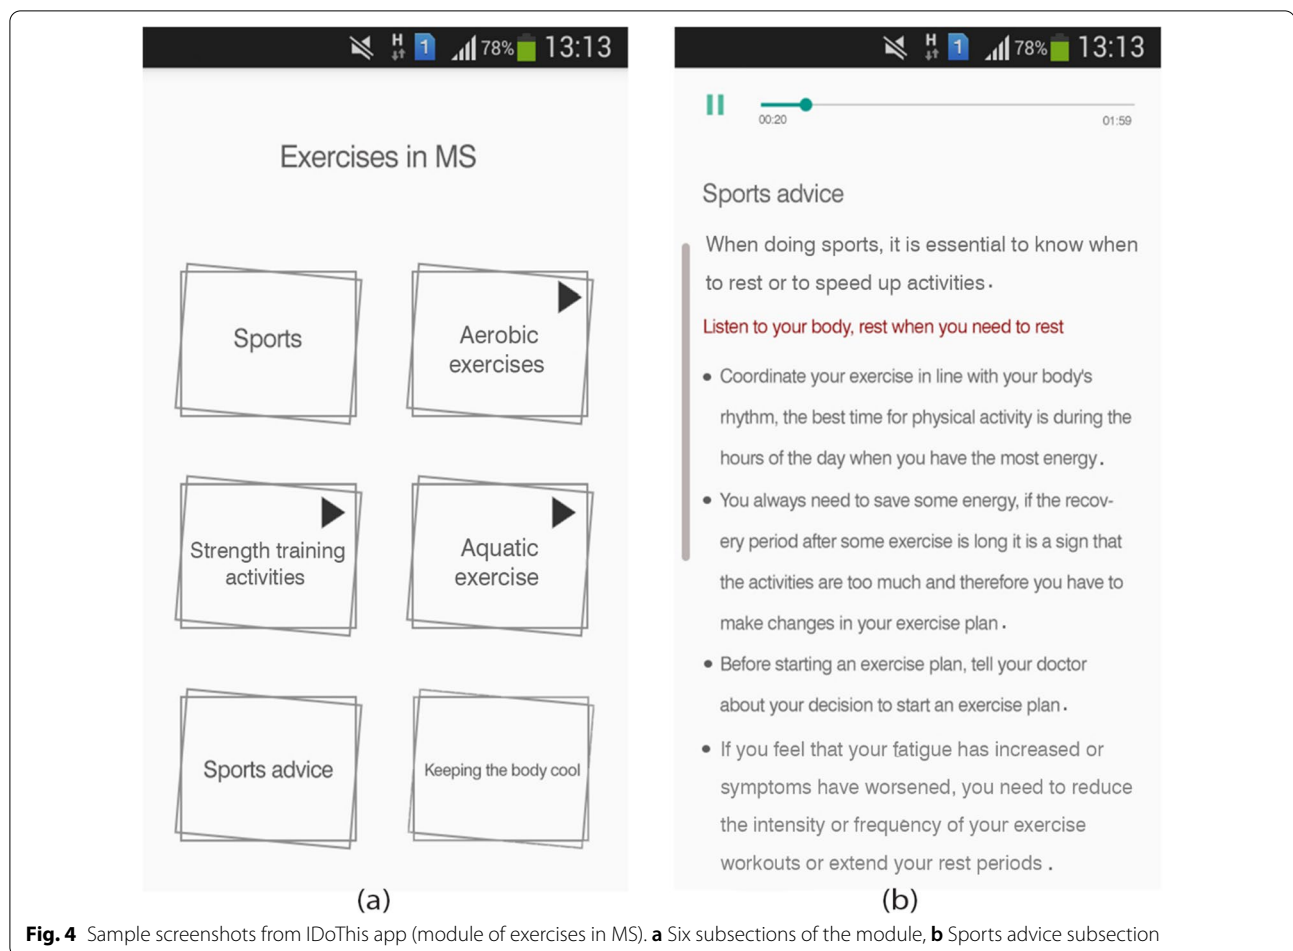 H 1 78% 13:13
Exercises in MS
Sports
Aerobic
exercises
Strength training
activities
Aquatic
exercise
Sports advice
Keeping the body cool
(a)
H 1 78% 13:13
00:20
01:59
Sports advice
When doing sports, it is essential to know when
to rest or to speed up activities.
Listen to your body, rest when you need to rest
• Coordinate your exercise in line with your body's
rhythm, the best time for physical activity is during the
hours of the day when you have the most energy.
• You always need to save some energy, if the recov-
ery period after some exercise is long it is a sign that
the activities are too much and therefore you have to
make changes in your exercise plan.
• Before starting an exercise plan, tell your doctor
about your decision to start an exercise plan.
• If you feel that your fatigue has increased or
symptoms have worsened, you need to reduce
the intensity or frequency of your exercise
workouts or extend your rest periods .
(b)
Fig. 4 Sample screenshots from IDoThis app (module of exercises in MS). a Six subsections of the module, b Sports advice subsection